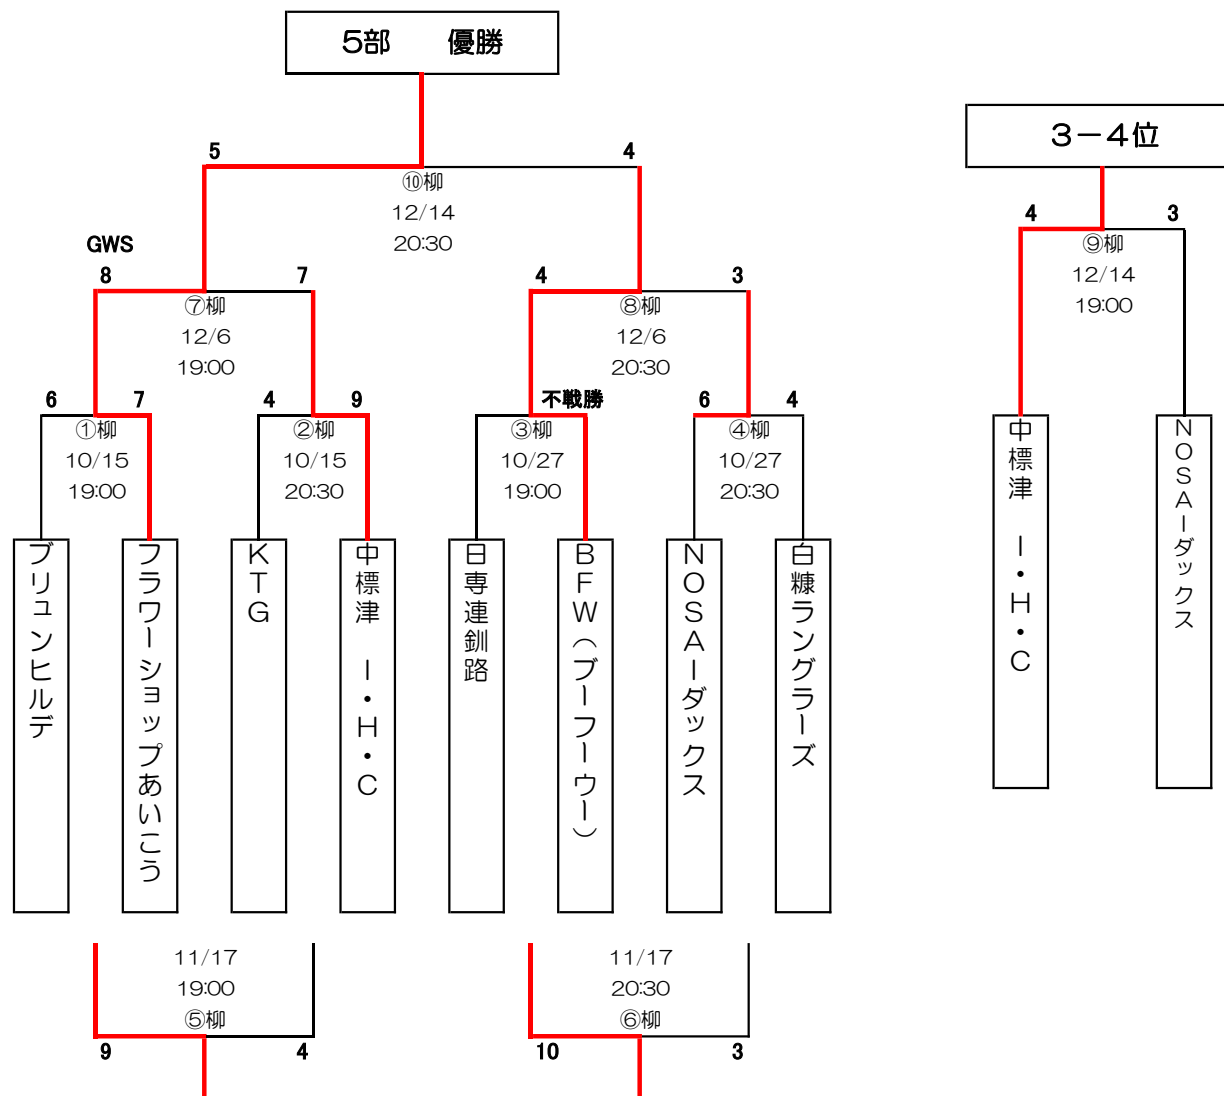 5部 優勝
3－4位
5 4
⑩柳
12/14
20:30
4 3
⑨柳
12/14
19:00
GWS
8 7
⑦柳
12/6
19:00
4 3
⑧柳
12/6
20:30
6 7
①柳
10/15
19:00
4 9
②柳
10/15
20:30
不戦勝
③柳
10/27
19:00
6 4
④柳
10/27
20:30
ブリュンヒルデ
フラワーショップあいこう
KTG
中標津 I・H・C
日専連釧路
BFW（ブーフーウー）
NOSAIダックス
白糠ラングラーズ
中標津 I・H・C
NOSAIダックス
11/17
19:00
⑤柳
9 4
11/17
20:30
⑥柳
10 3